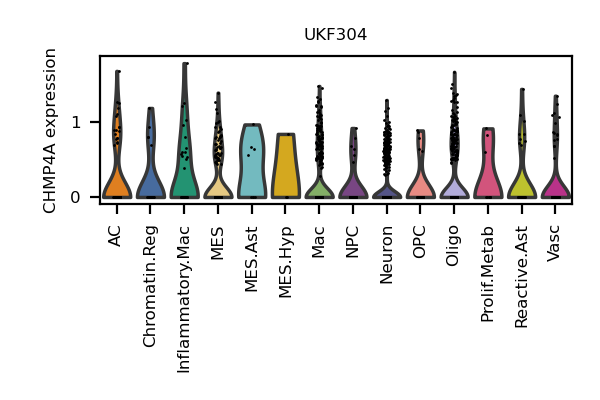 UKF304
CHMP4A expression
1
0
AC
Chromatin.Reg
Inflammatory.Mac
MES
MES.Ast
MES.Hyp
Mac
NPC
Neuron
OPC
Oligo
Prolif.Metab
Reactive.Ast
Vasc